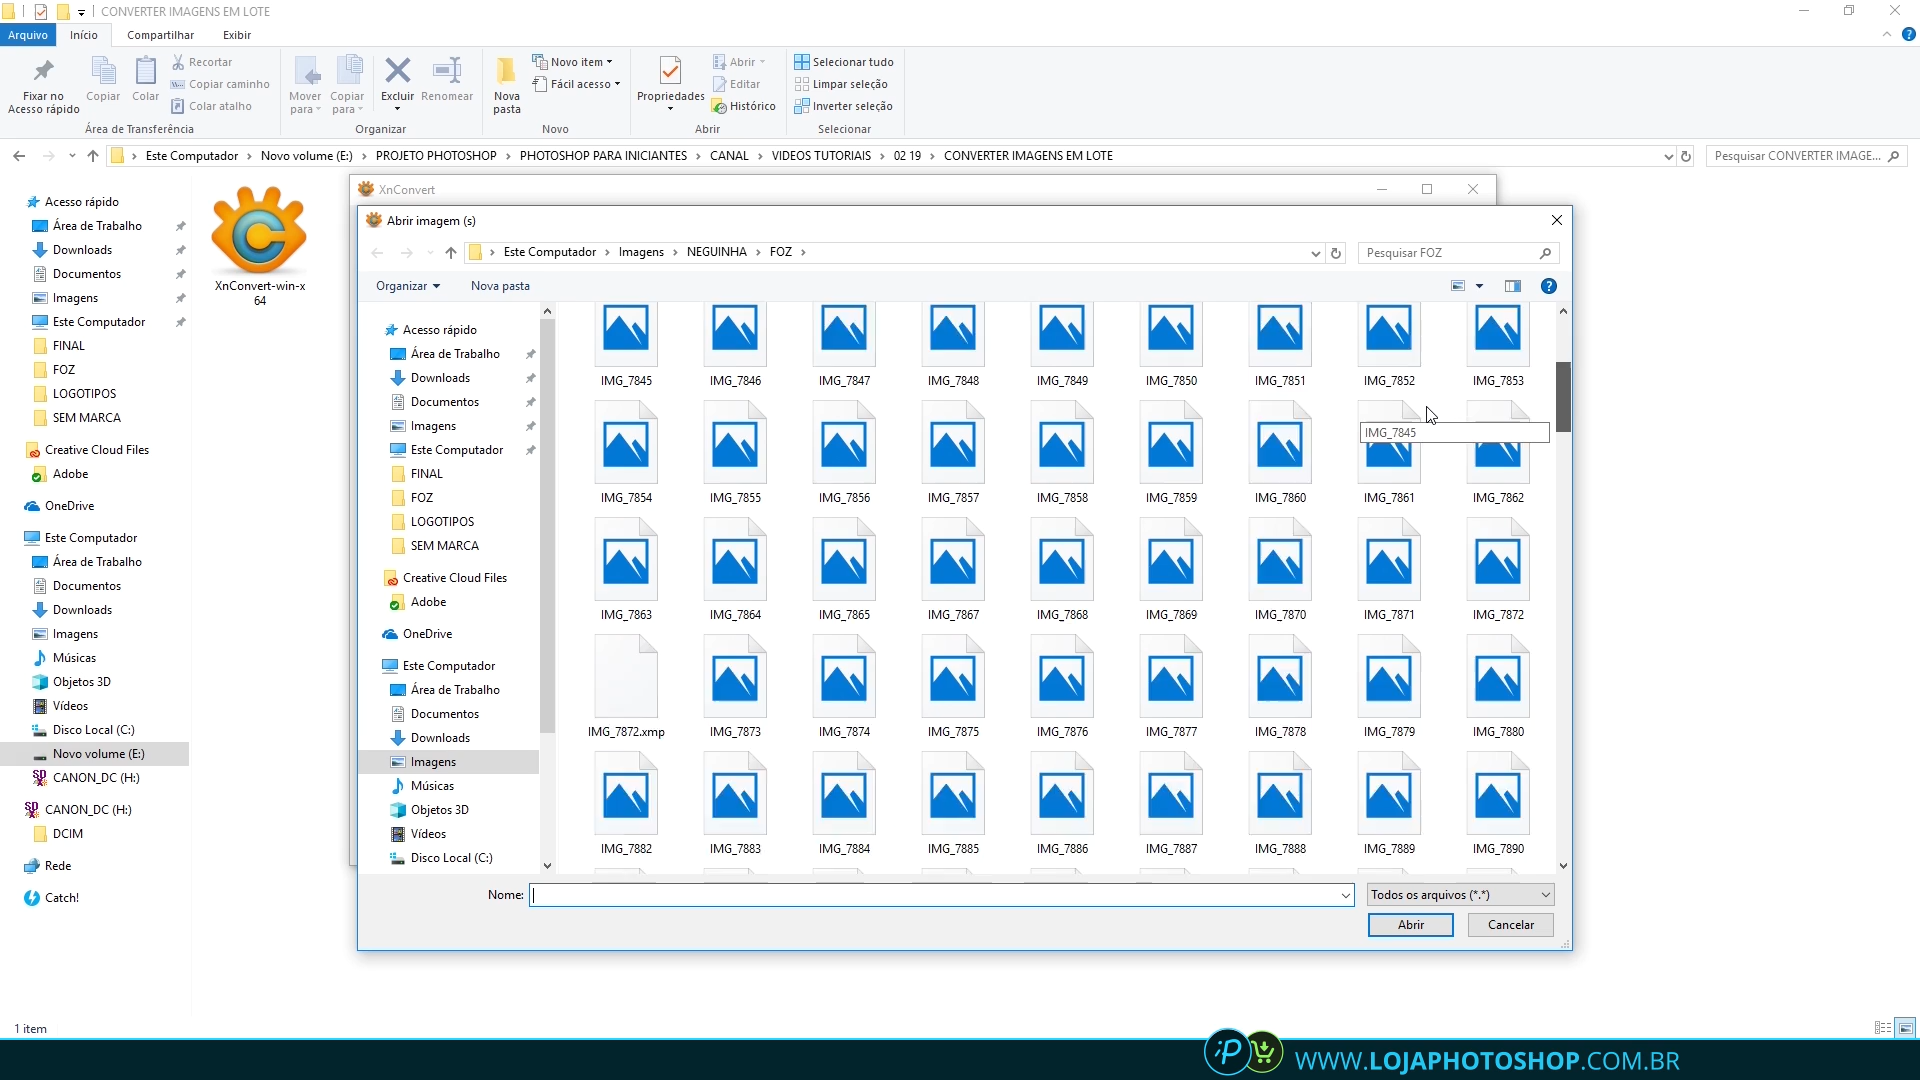 CONVERTER IMAGENS EM LOTE
Arquivo Início Compartilhar Exibir
Fixar no Acesso rápido
Copiar
Colar
Recortar
Copiar caminho
Colar atalho
Área de Transferência
Mover para
Copiar para
Excluir
Renomear
Organizar
Nova pasta
Novo item
Fácil acesso
Novo
Propriedades
Abrir
Editar
Histórico
Abrir
Selecionar tudo
Limpar seleção
Inverter seleção
Selecionar
Este Computador Novo volume (E:) PROJETO PHOTOSHOP PHOTOSHOP PARA INICIANTES CANAL VIDEOS TUTORIAIS 02 19 CONVERTER IMAGENS EM LOTE
Pesquisar CONVERTER IMAGE...
Acesso rápido
Área de Trabalho
Downloads
Documentos
Imagens
Este Computador
FINAL
FOZ
LOGOTIPOS
SEM MARCA
Creative Cloud Files
Adobe
OneDrive
Este Computador
Área de Trabalho
Documentos
Downloads
Imagens
Músicas
Objetos 3D
Vídeos
Disco Local (C:)
Novo volume (E:)
CANON_DC (H:)
CANON_DC (H:)
DCIM
Rede
Catch!
XnConvert-win-x
64
XnConvert
Abrir imagem (s)
Este Computador Imagens NEGUINHA FOZ
Pesquisar FOZ
Organizar Nova pasta
Acesso rápido
Área de Trabalho
Downloads
Documentos
Imagens
Este Computador
FINAL
FOZ
LOGOTIPOS
SEM MARCA
Creative Cloud Files
Adobe
OneDrive
Este Computador
Área de Trabalho
Documentos
Downloads
Imagens
Músicas
Objetos 3D
Vídeos
Disco Local (C:)
IMG_7845 IMG_7846 IMG_7847 IMG_7848 IMG_7849 IMG_7850 IMG_7851 IMG_7852 IMG_7853
IMG_7845
IMG_7854 IMG_7855 IMG_7856 IMG_7857 IMG_7858 IMG_7859 IMG_7860 IMG_7861 IMG_7862
IMG_7863 IMG_7864 IMG_7865 IMG_7867 IMG_7868 IMG_7869 IMG_7870 IMG_7871 IMG_7872
IMG_7872.xmp IMG_7873 IMG_7874 IMG_7875 IMG_7876 IMG_7877 IMG_7878 IMG_7879 IMG_7880
IMG_7882 IMG_7883 IMG_7884 IMG_7885 IMG_7886 IMG_7887 IMG_7888 IMG_7889 IMG_7890
Nome:
Todos os arquivos (*.*)
Abrir Cancelar
1 item
iP WWW.LOJAPHOTOSHOP.COM.BR